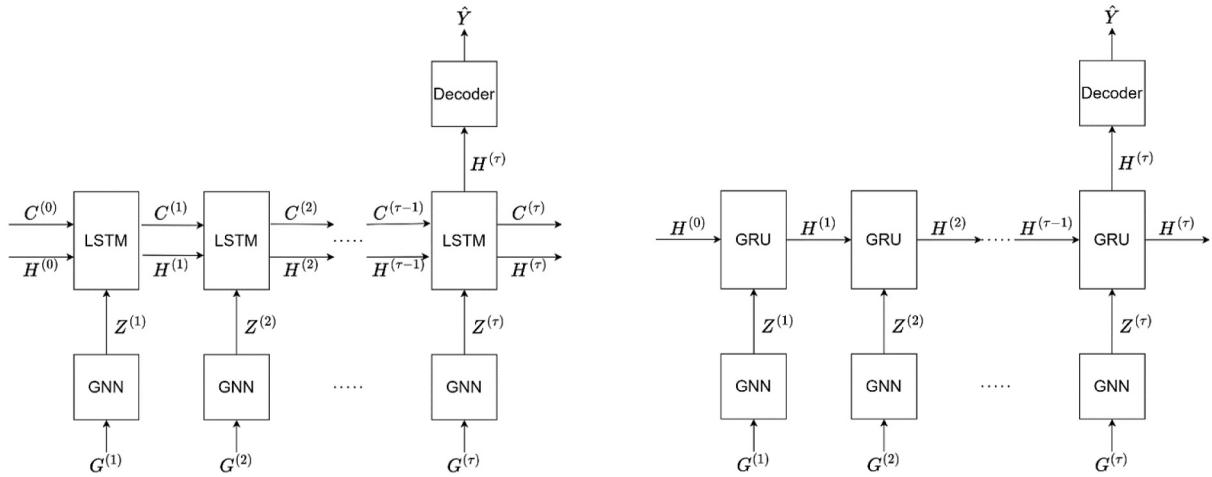 Ŷ
Decoder
H^(τ)
C^(0) C^(1) C^(2) C^(τ−1) C^(τ)
LSTM LSTM ..... LSTM
H^(0) H^(1) H^(2) H^(τ−1) H^(τ)
Z^(1) Z^(2) Z^(τ)
GNN GNN ..... GNN
G^(1) G^(2) G^(τ)
Ŷ
Decoder
H^(τ)
H^(0) H^(1) H^(2) H^(τ−1) H^(τ)
GRU GRU ..... GRU
Z^(1) Z^(2) Z^(τ)
GNN GNN ..... GNN
G^(1) G^(2) G^(τ)